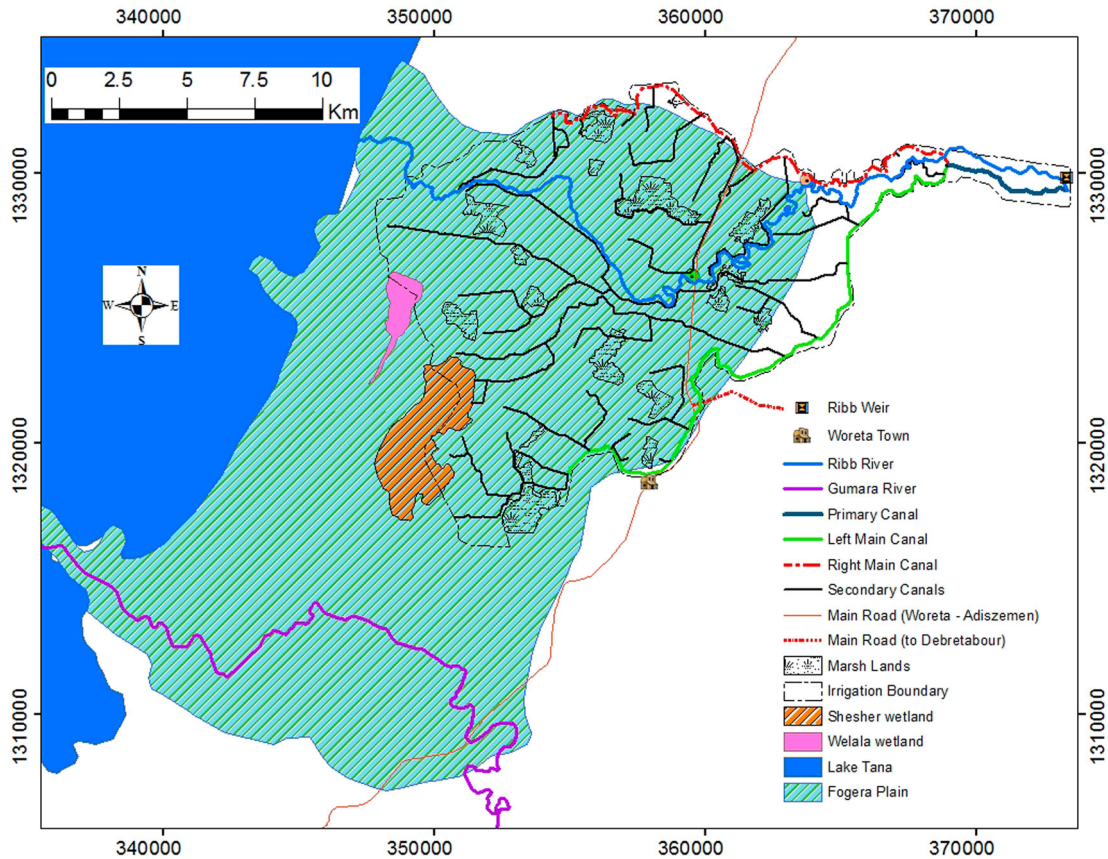 340000 350000 360000 370000
0 2.5 5 7.5 10
Km
1330000 1330000
N
W E
S
Ribb Weir
Woreta Town
1320000 1320000
Ribb River
Gumara River
Primary Canal
Left Main Canal
Right Main Canal
Secondary Canals
Main Road (Woreta - Adiszemen)
Main Road (to Debretabour)
Marsh Lands
Irrigation Boundary
Shesher wetland
1310000 1310000
Welala wetland
Lake Tana
Fogera Plain
340000 350000 360000 370000